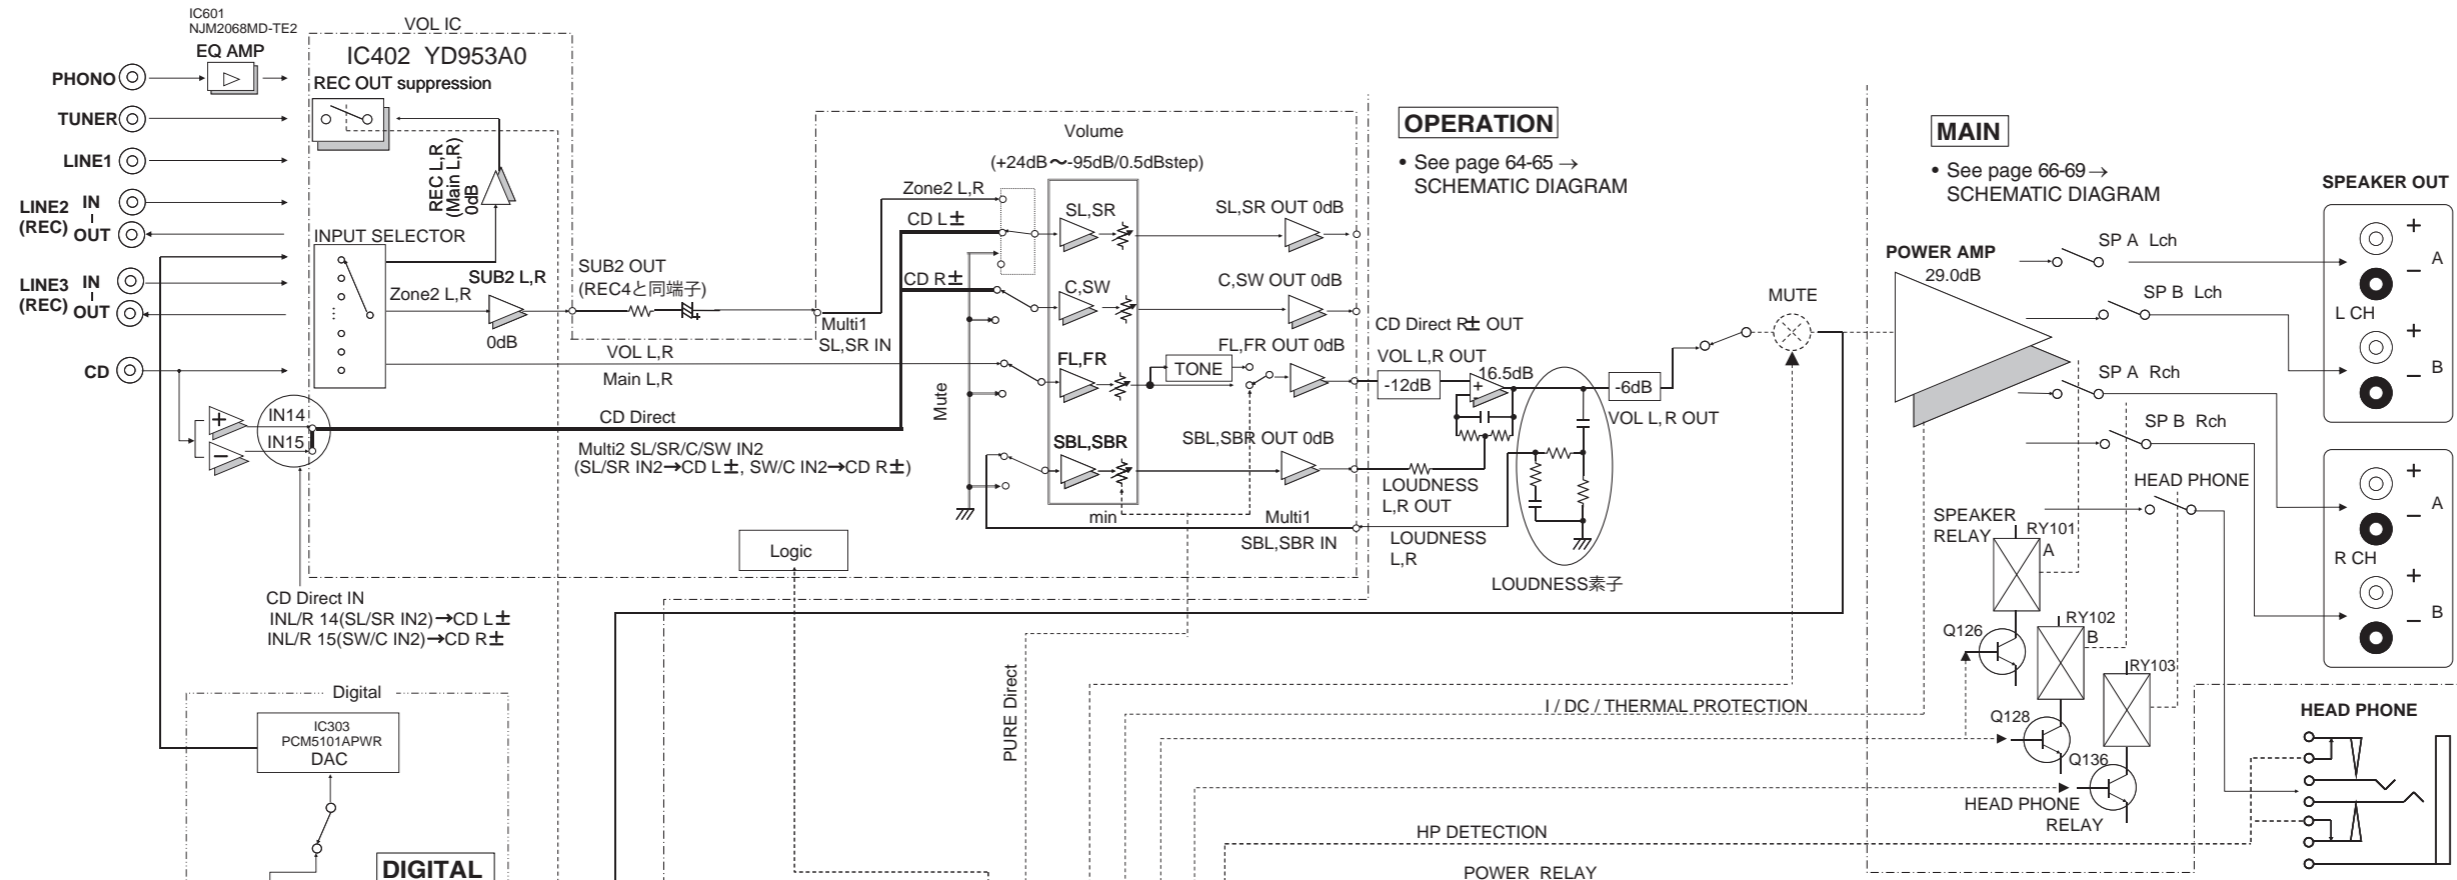 IC601
NJM2068MD-TE2
EQ AMP
PHONO
TUNER
LINE1
LINE2
(REC)
IN
OUT
LINE3
(REC)
IN
OUT
CD
VOL IC
IC402 YD953A0
REC OUT suppression
REC L,R
(Main L,R)
0dB
INPUT SELECTOR
Zone2 L,R
SUB2 L,R
0dB
SUB2 OUT
(REC4と同端子)
VOL L,R
Main L,R
IN14
IN15
+
−
CD Direct
Multi2 SL/SR/C/SW IN2
(SL/SR IN2→CD L±, SW/C IN2→CD R±)
CD Direct IN
INL/R 14(SL/SR IN2)→CD L±
INL/R 15(SW/C IN2)→CD R±
Multi1
SL,SR IN
Volume
(+24dB～-95dB/0.5dBstep)
Zone2 L,R
CD L±
CD R±
Mute
SL,SR
C,SW
FL,FR
SBL,SBR
TONE
min
SL,SR OUT 0dB
C,SW OUT 0dB
FL,FR OUT 0dB
SBL,SBR OUT 0dB
Multi1
SBL,SBR IN
Logic
OPERATION
• See page 64-65 →
SCHEMATIC DIAGRAM
CD Direct R± OUT
VOL L,R OUT
-12dB
16.5dB
+
-6dB
VOL L, R OUT
LOUDNESS
L,R OUT
LOUDNESS
L,R
LOUDNESS素子
MUTE
MAIN
• See page 66-69 →
SCHEMATIC DIAGRAM
POWER AMP
29.0dB
SP A Lch
SP B Lch
SP A Rch
SP B Rch
HEAD PHONE
SPEAKER
RELAY
RY101
A
RY102
B
RY103
Q126
Q128
Q136
HEAD PHONE
RELAY
SPEAKER OUT
+
− A
L CH
+
− B
+
− A
R CH
+
− B
HEAD PHONE
Digital
IC303
PCM5101APWR
DAC
DIGITAL
PURE Direct
I / DC / THERMAL PROTECTION
HP DETECTION
POWER RELAY